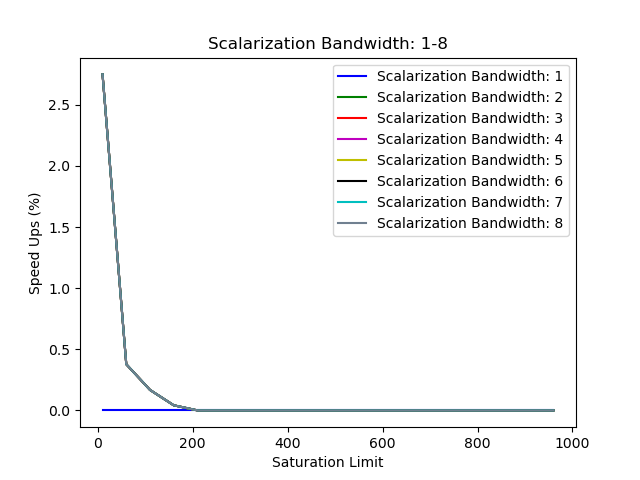 Scalarization Bandwidth: 1-8
Scalarization Bandwidth: 1
Scalarization Bandwidth: 2
Scalarization Bandwidth: 3
Scalarization Bandwidth: 4
Scalarization Bandwidth: 5
Scalarization Bandwidth: 6
Scalarization Bandwidth: 7
Scalarization Bandwidth: 8
Speed Ups (%)
2.5
2.0
1.5
1.0
0.5
0.0
0 200 400 600 800 1000
Saturation Limit